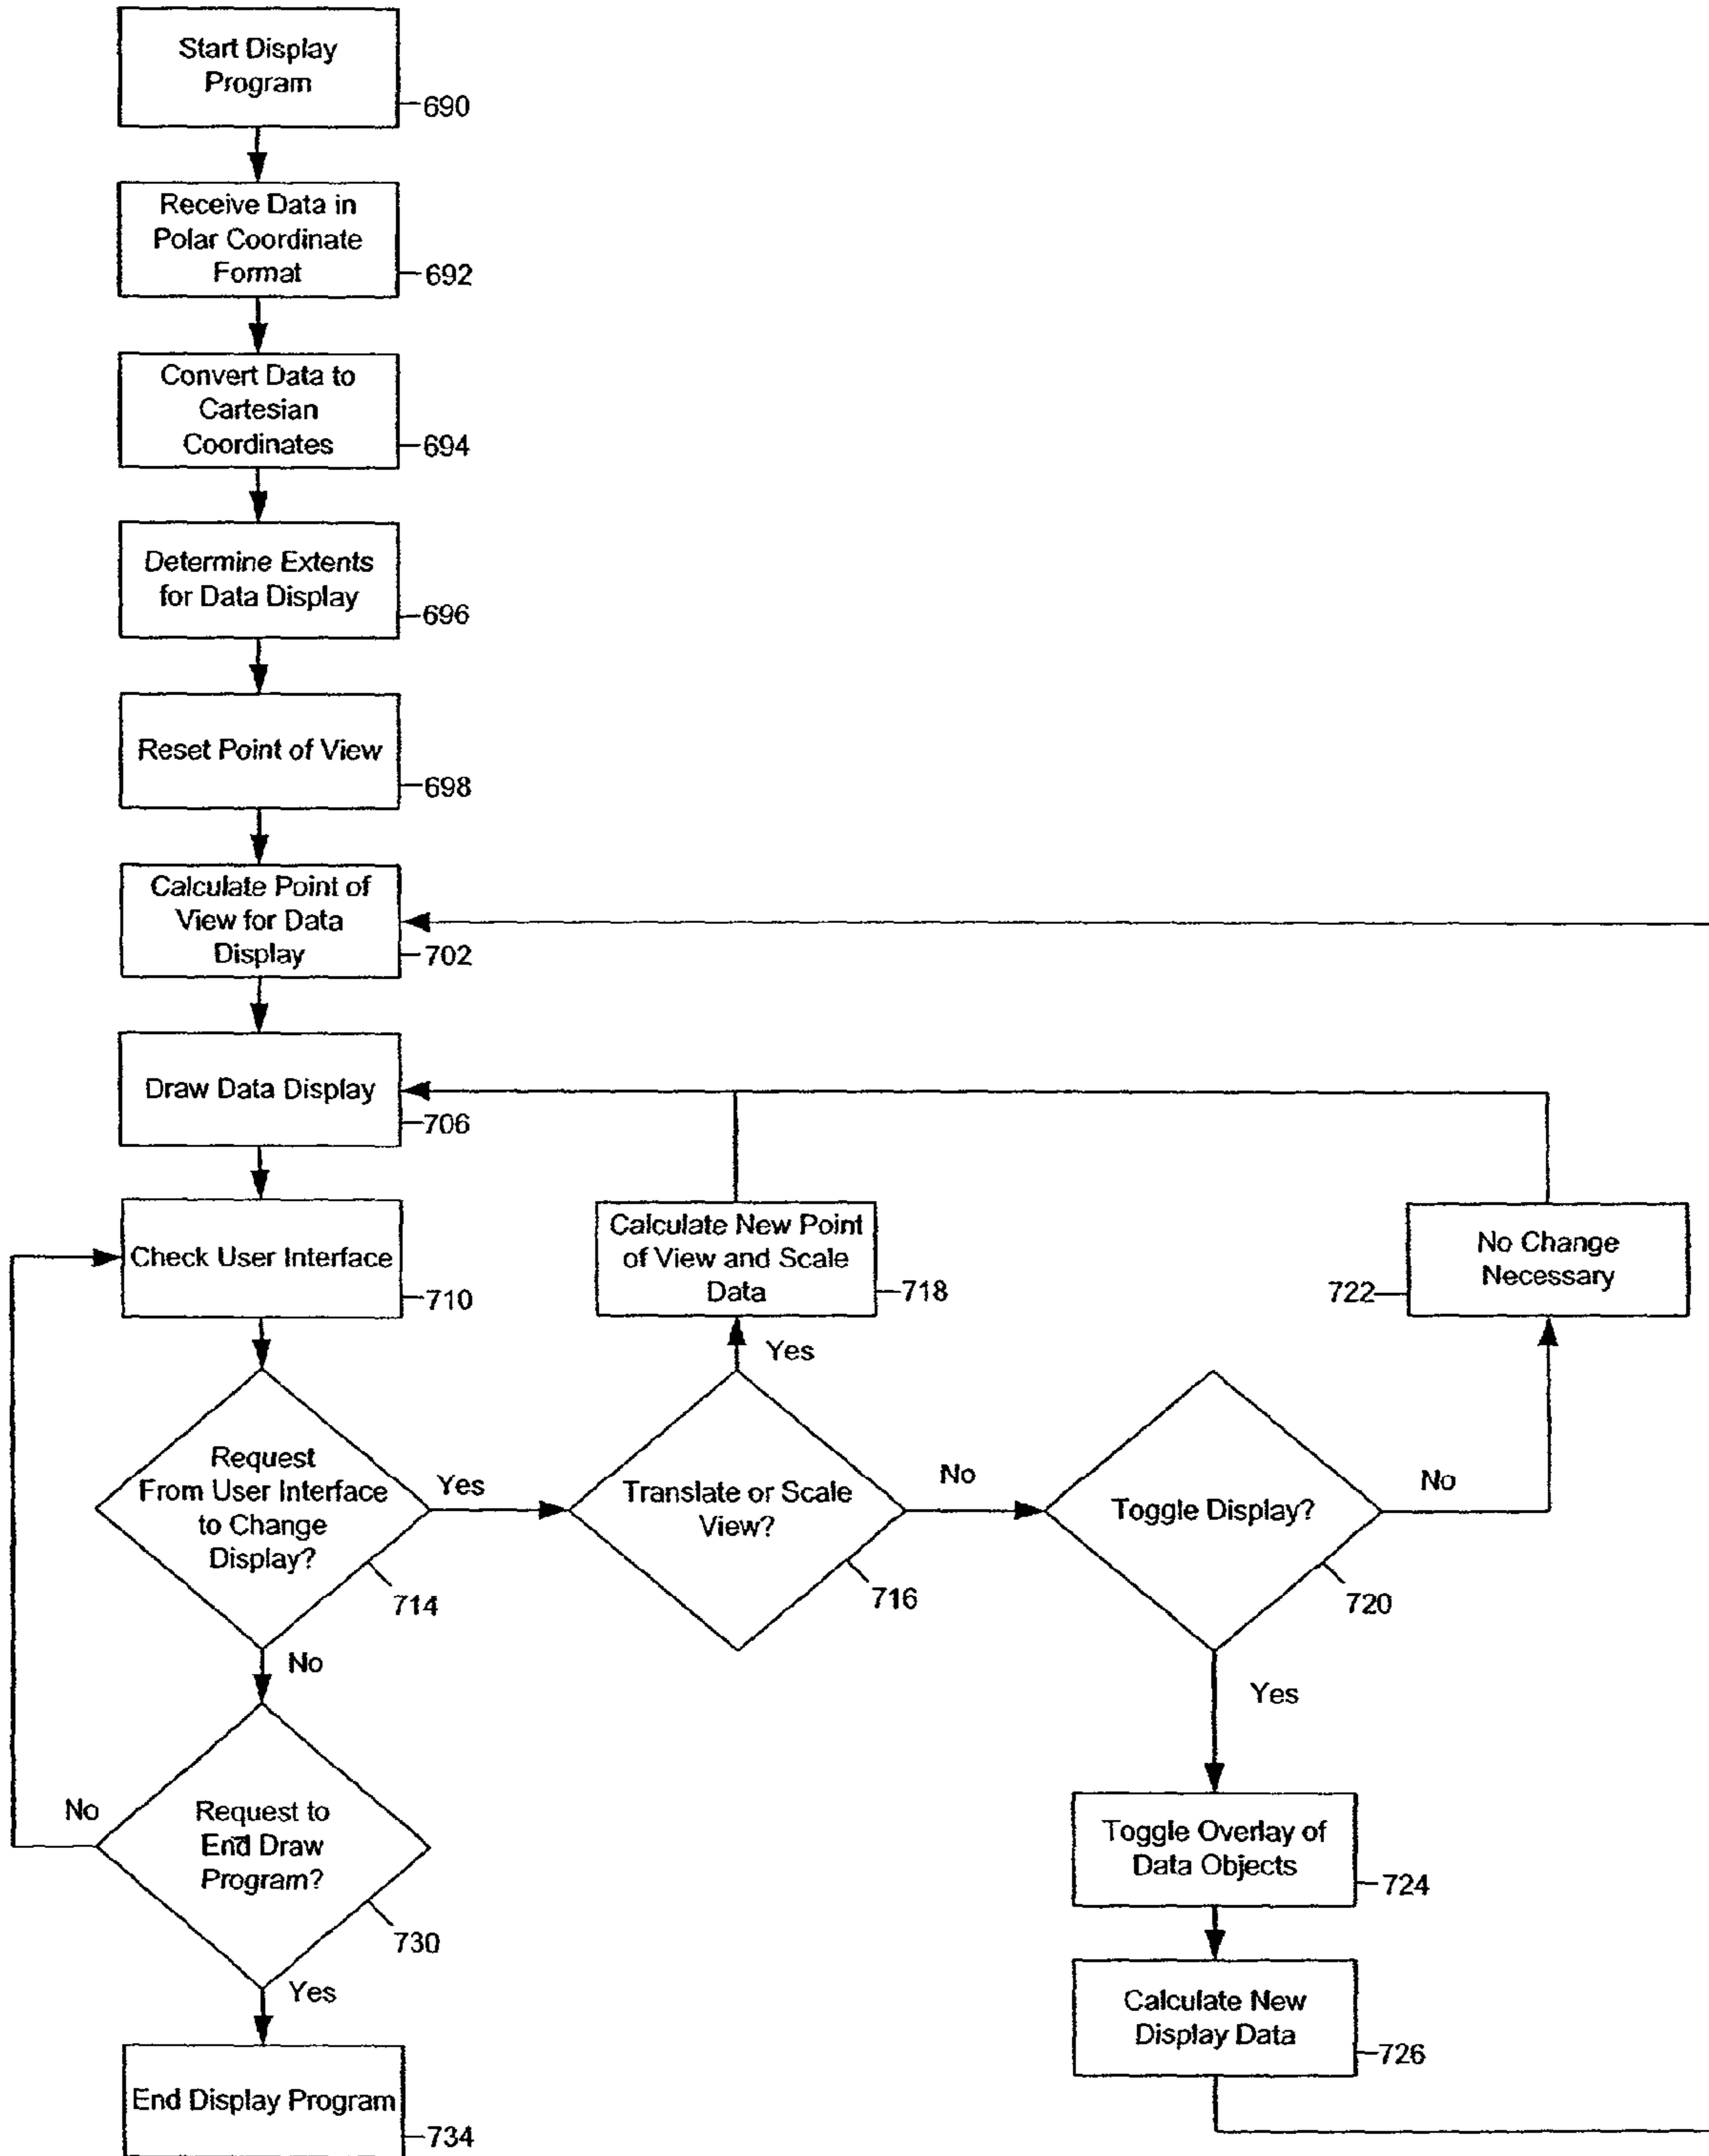 Start Display
Program
690
Receive Data in
Polar Coordinate
Format
692
Convert Data to
Cartesian
Coordinates
694
Determine Extents
for Data Display
696
Reset Point of View
698
Calculate Point of
View for Data
Display
702
Draw Data Display
706
Check User Interface
710
Calculate New Point
of View and Scale
Data
718
No Change
Necessary
722
Yes
Request
From User Interface
to Change
Display?
714
Yes
Translate or Scale
View?
716
No
Toggle Display?
720
No
No
Yes
Request to
End Draw
Program?
730
No
Yes
Toggle Overlay of
Data Objects
724
Calculate New
Display Data
726
End Display Program
734